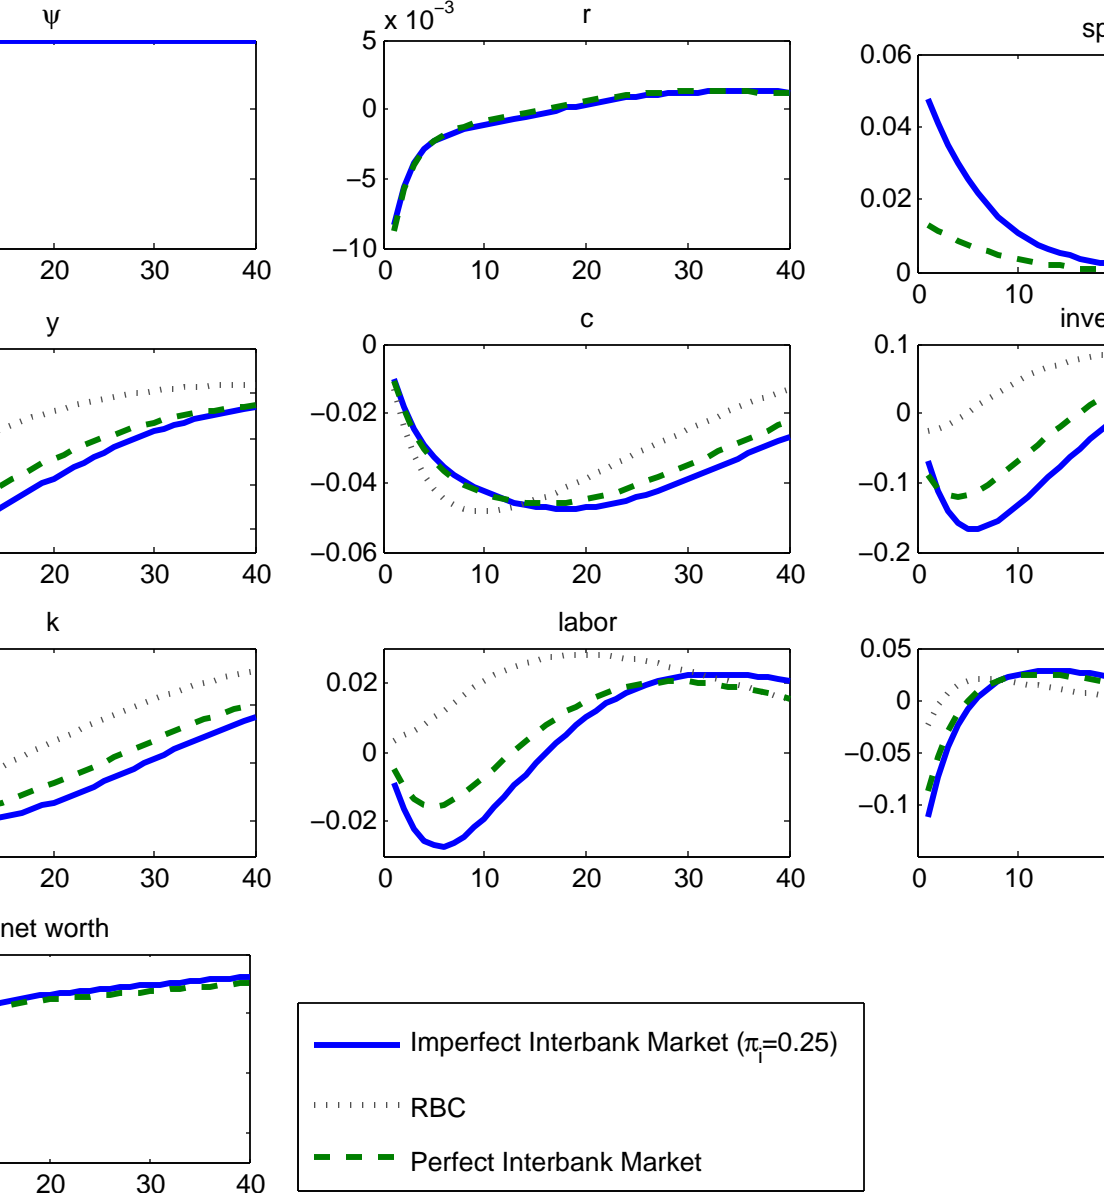 ψ
x 10^−3
r
sp
5
0
−5
−10
20 30 40
0 10 20 30 40
0.06
0.04
0.02
0
0 10
y
c
inve
0
−0.02
−0.04
−0.06
0.1
0
−0.1
−0.2
20 30 40
0 10 20 30 40
0 10
k
labor
0.02
0
−0.02
0.05
0
−0.05
−0.1
20 30 40
0 10 20 30 40
0 10
net worth
20 30 40
Imperfect Interbank Market (π_i=0.25)
RBC
Perfect Interbank Market